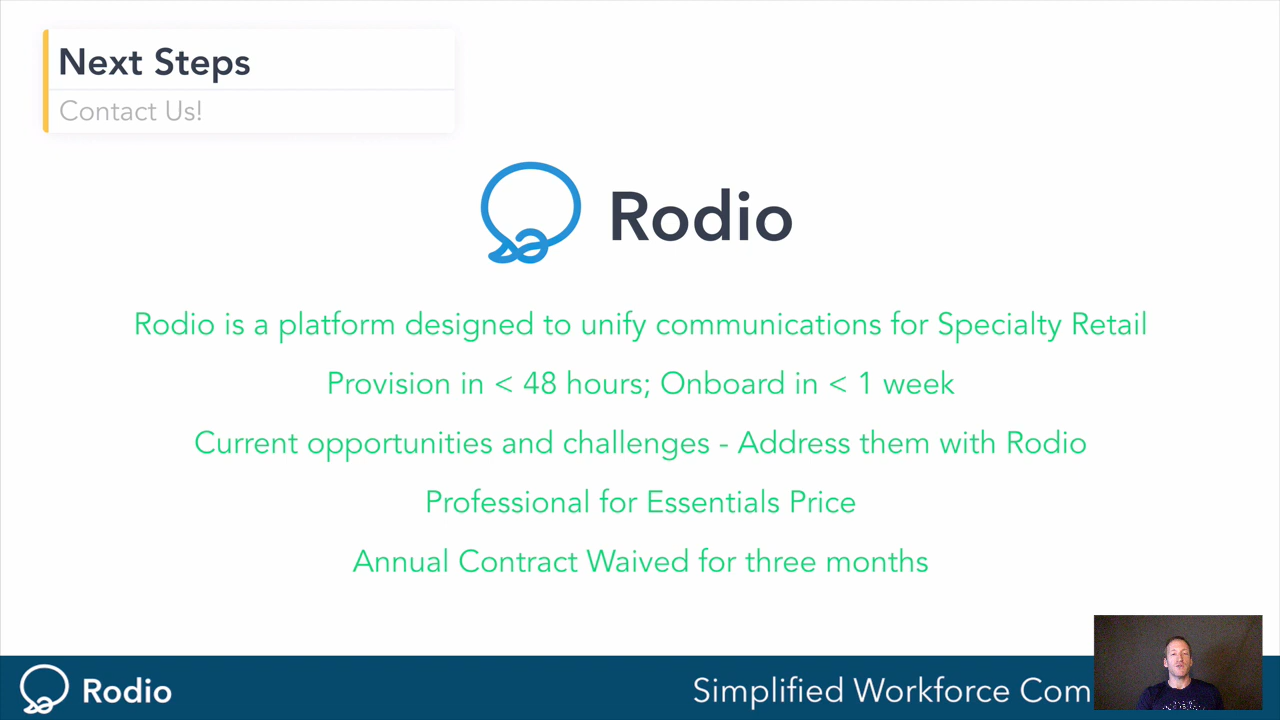 Next Steps
Contact Us!
Rodio
Rodio is a platform designed to unify communications for Specialty Retail
Provision in < 48 hours; Onboard in < 1 week
Current opportunities and challenges - Address them with Rodio
Professional for Essentials Price
Annual Contract Waived for three months
Rodio
Simplified Workforce Com